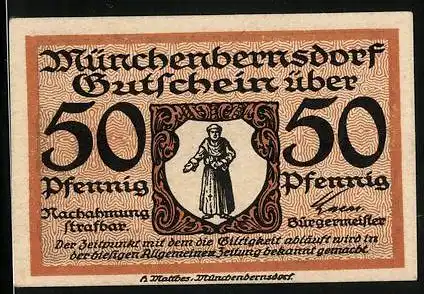 Münchenbernsdorf
Gutschein über
50 50
Pfennig Pfennig
Nachahmung
strafbar.
Bürgermeister
Der Zeitpunkt mit dem die Giltigkeit abläuft wird in
der hiesigen Allgemeinen Zeitung bekannt gemacht.
Matthes, Münchenbernsdorf.